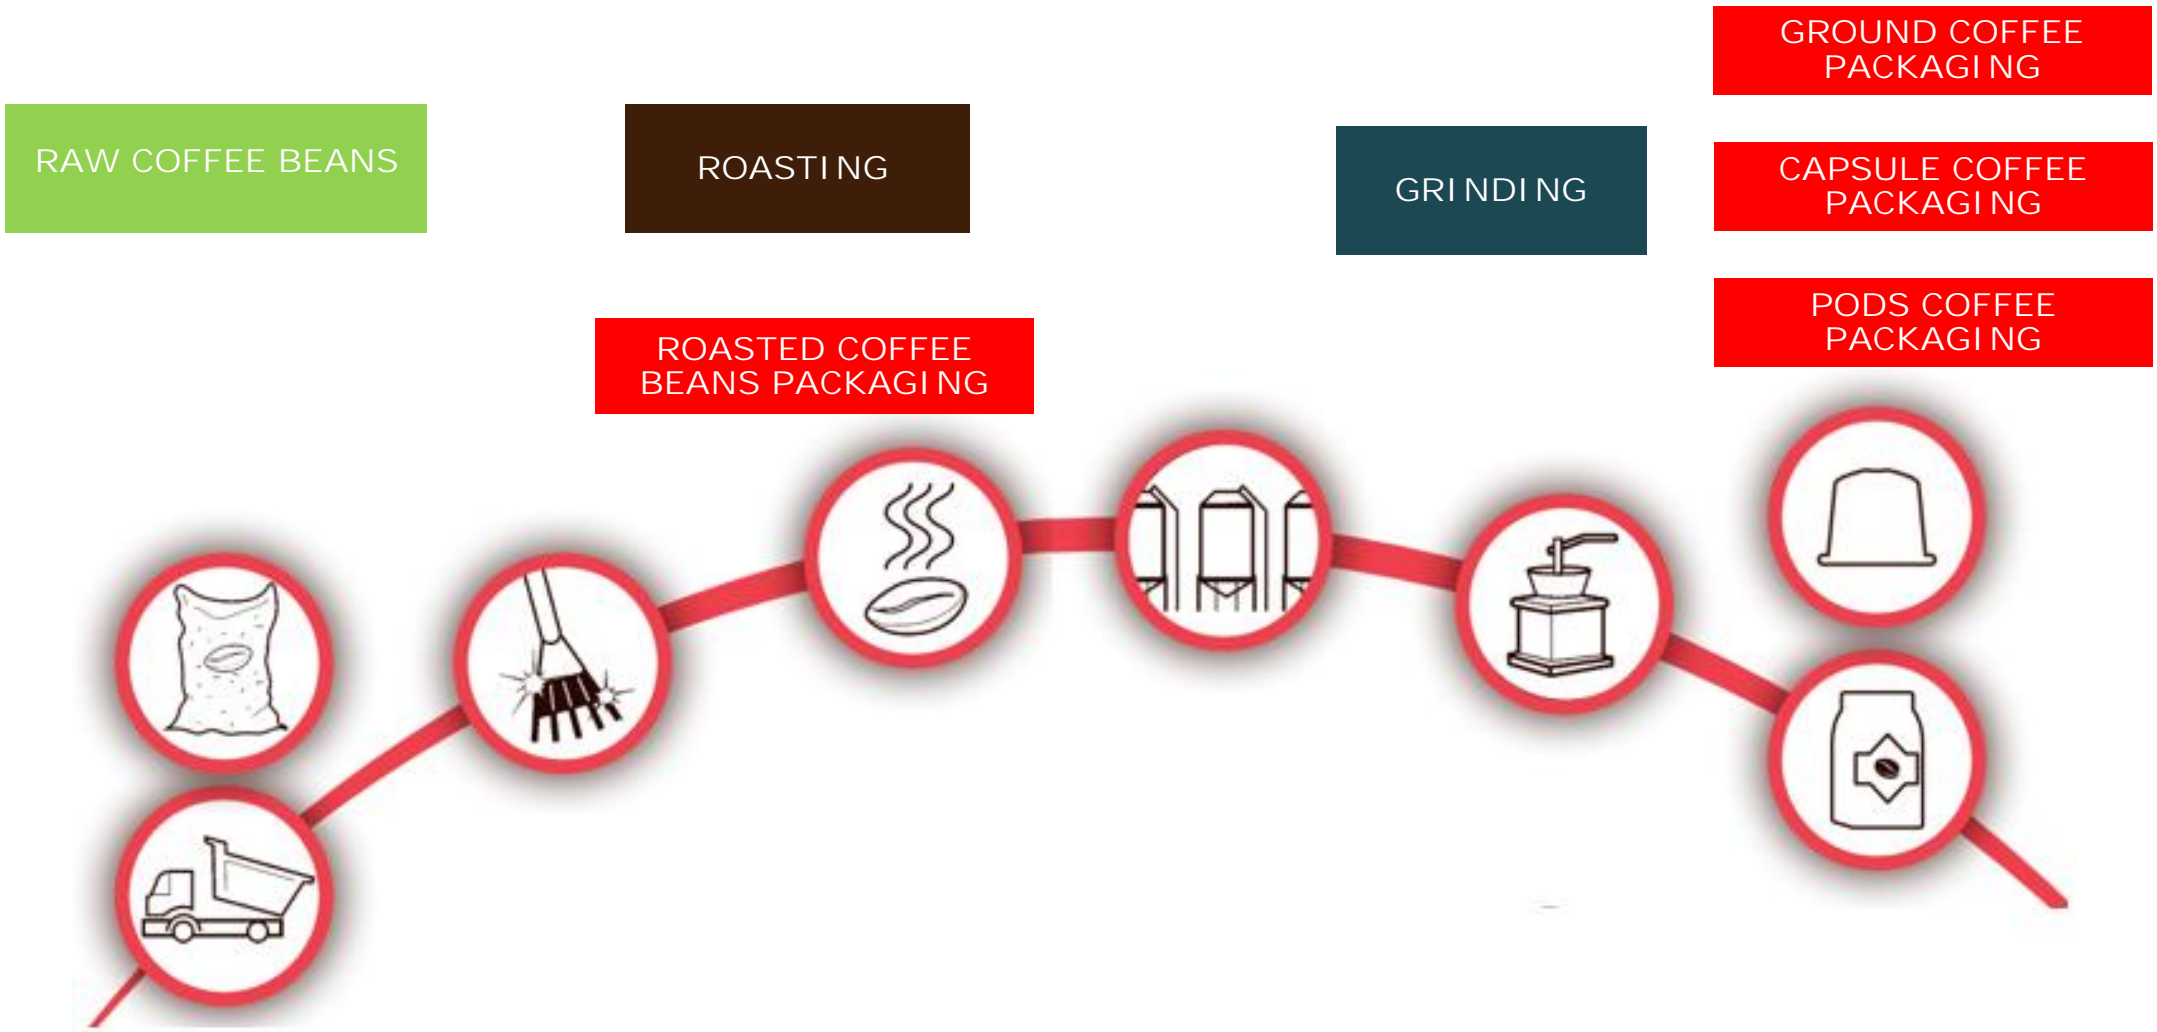 RAW COFFEE BEANS
ROASTING
ROASTED COFFEE
BEANS PACKAGING
GRINDING
GROUND COFFEE
PACKAGING
CAPSULE COFFEE
PACKAGING
PODS COFFEE
PACKAGING